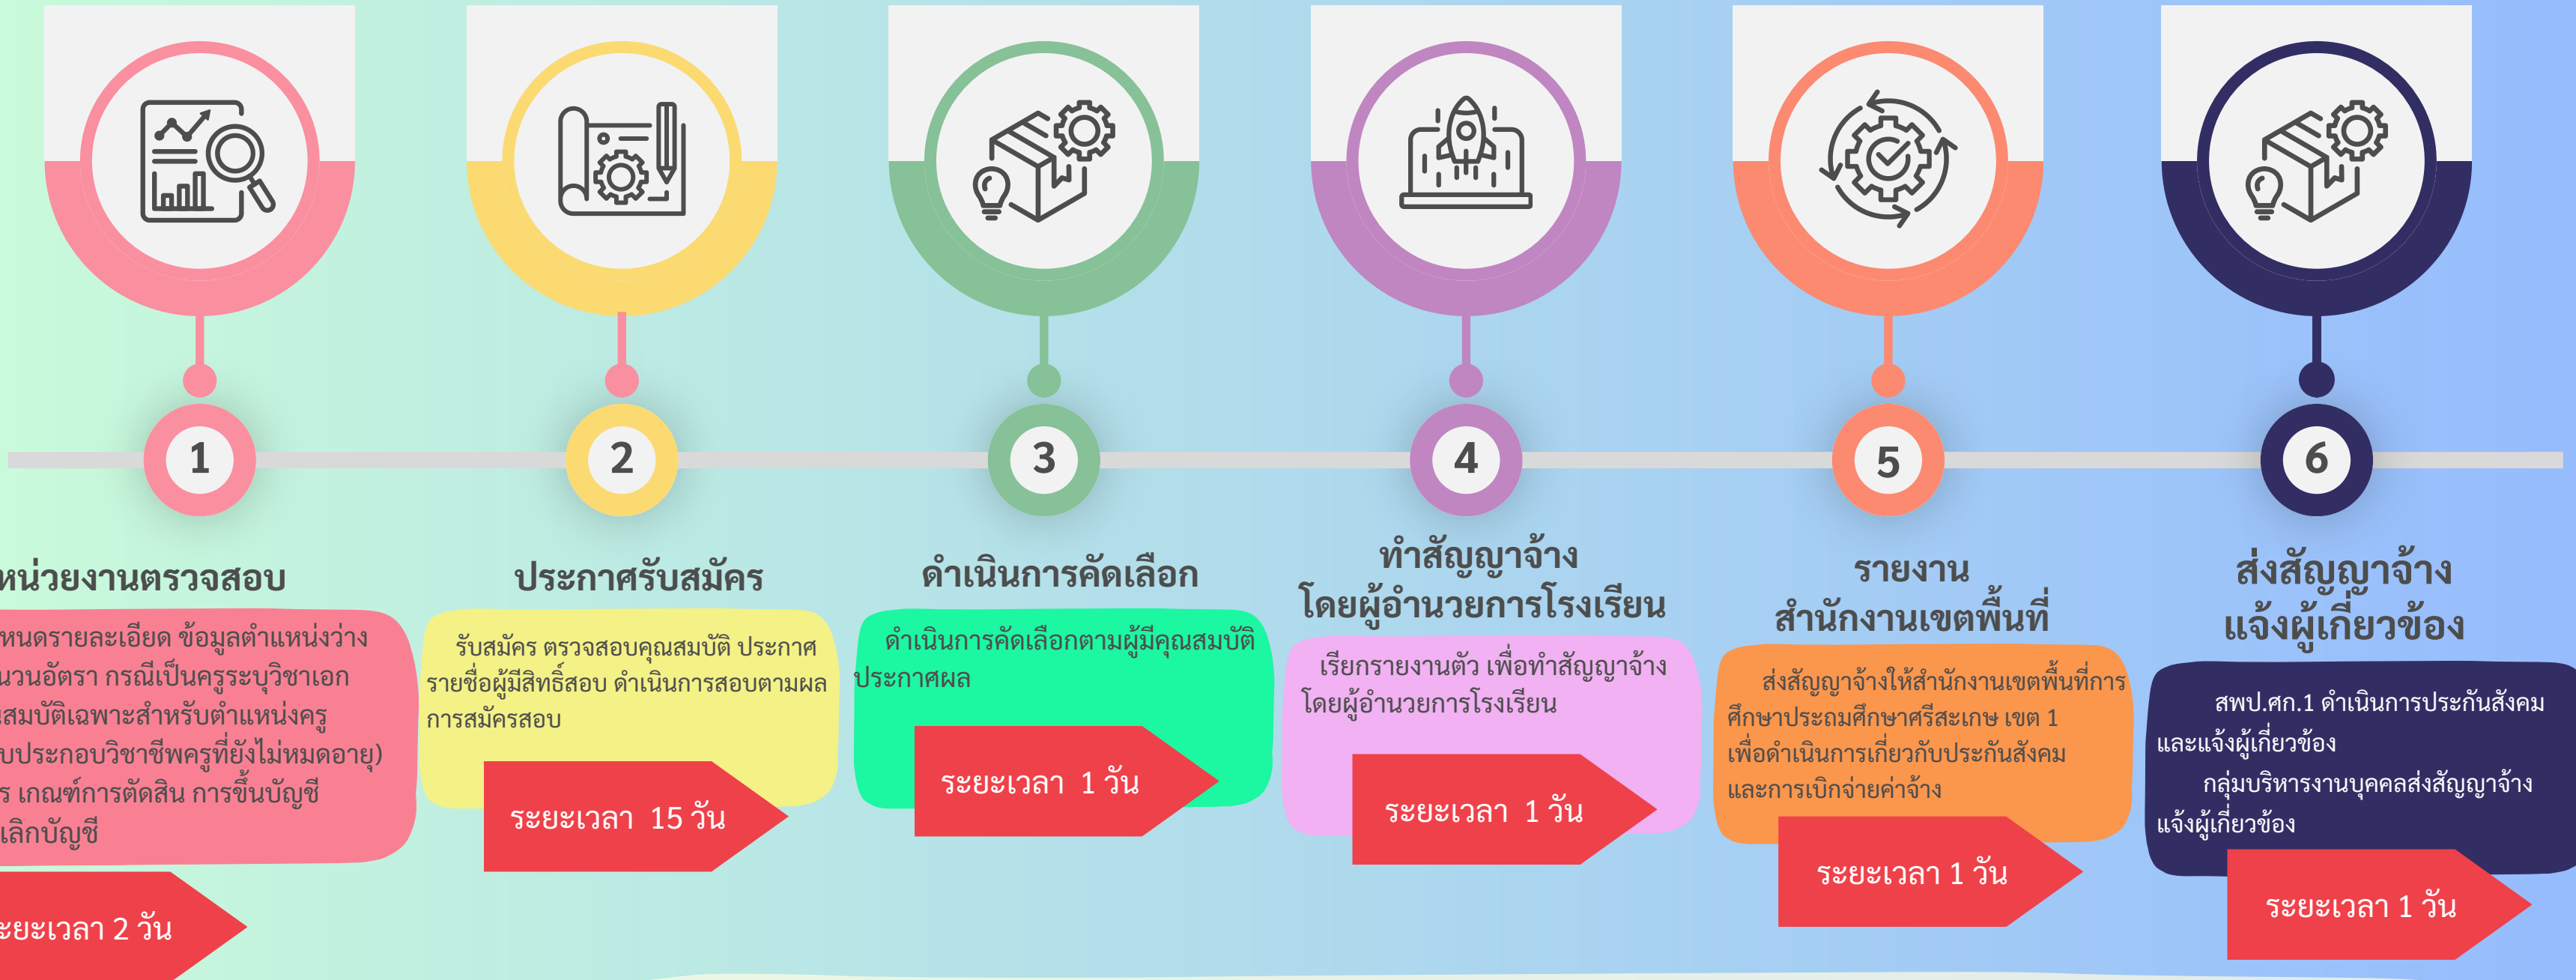 1
2
3
4
5
6
หน่วยงานตรวจสอบ
หนดรายละเอียด ข้อมูลตำแหน่งว่าง
นวนอัตรา กรณีเป็นครูระบุวิชาเอก
สมบัติเฉพาะสำหรับตำแหน่งครู
บประกอบวิชาชีพครูที่ยังไม่หมดอายุ)
ร เกณฑ์การตัดสิน การขึ้นบัญชี
เลิกบัญชี
ระยะเวลา 2 วัน
ประกาศรับสมัคร
รับสมัคร ตรวจสอบคุณสมบัติ ประกาศ
รายชื่อผู้มีสิทธิ์สอบ ดำเนินการสอบตามผล
การสมัครสอบ
ระยะเวลา 15 วัน
ดำเนินการคัดเลือก
ดำเนินการคัดเลือกตามผู้มีคุณสมบัติ
ประกาศผล
ระยะเวลา 1 วัน
ทำสัญญาจ้าง
โดยผู้อำนวยการโรงเรียน
เรียกรายงานตัว เพื่อทำสัญญาจ้าง
โดยผู้อำนวยการโรงเรียน
ระยะเวลา 1 วัน
รายงาน
สำนักงานเขตพื้นที่
ส่งสัญญาจ้างให้สำนักงานเขตพื้นที่การ
ศึกษาประถมศึกษาศรีสะเกษ เขต 1
เพื่อดำเนินการเกี่ยวกับประกันสังคม
และการเบิกจ่ายค่าจ้าง
ระยะเวลา 1 วัน
ส่งสัญญาจ้าง
แจ้งผู้เกี่ยวข้อง
สพป.ศก.1 ดำเนินการประกันสังคม
และแจ้งผู้เกี่ยวข้อง
กลุ่มบริหารงานบุคคลส่งสัญญาจ้าง
แจ้งผู้เกี่ยวข้อง
ระยะเวลา 1 วัน